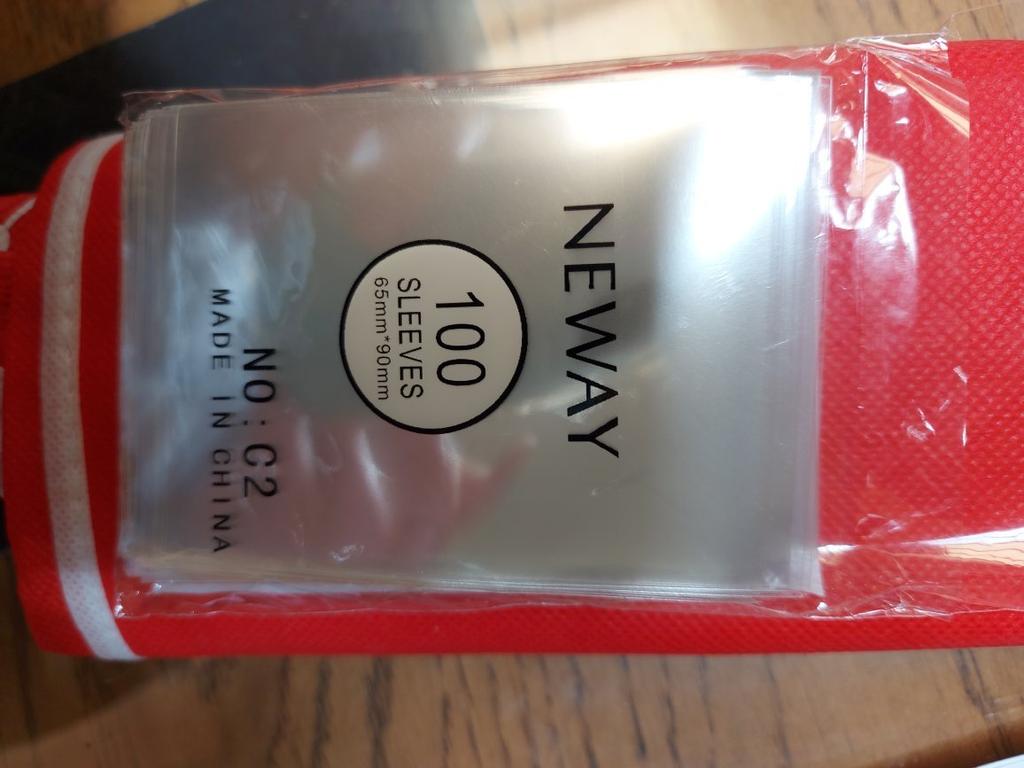 NEWAY
100
SLEEVES
65mm*90mm
NO:C2
MADE IN CHINA